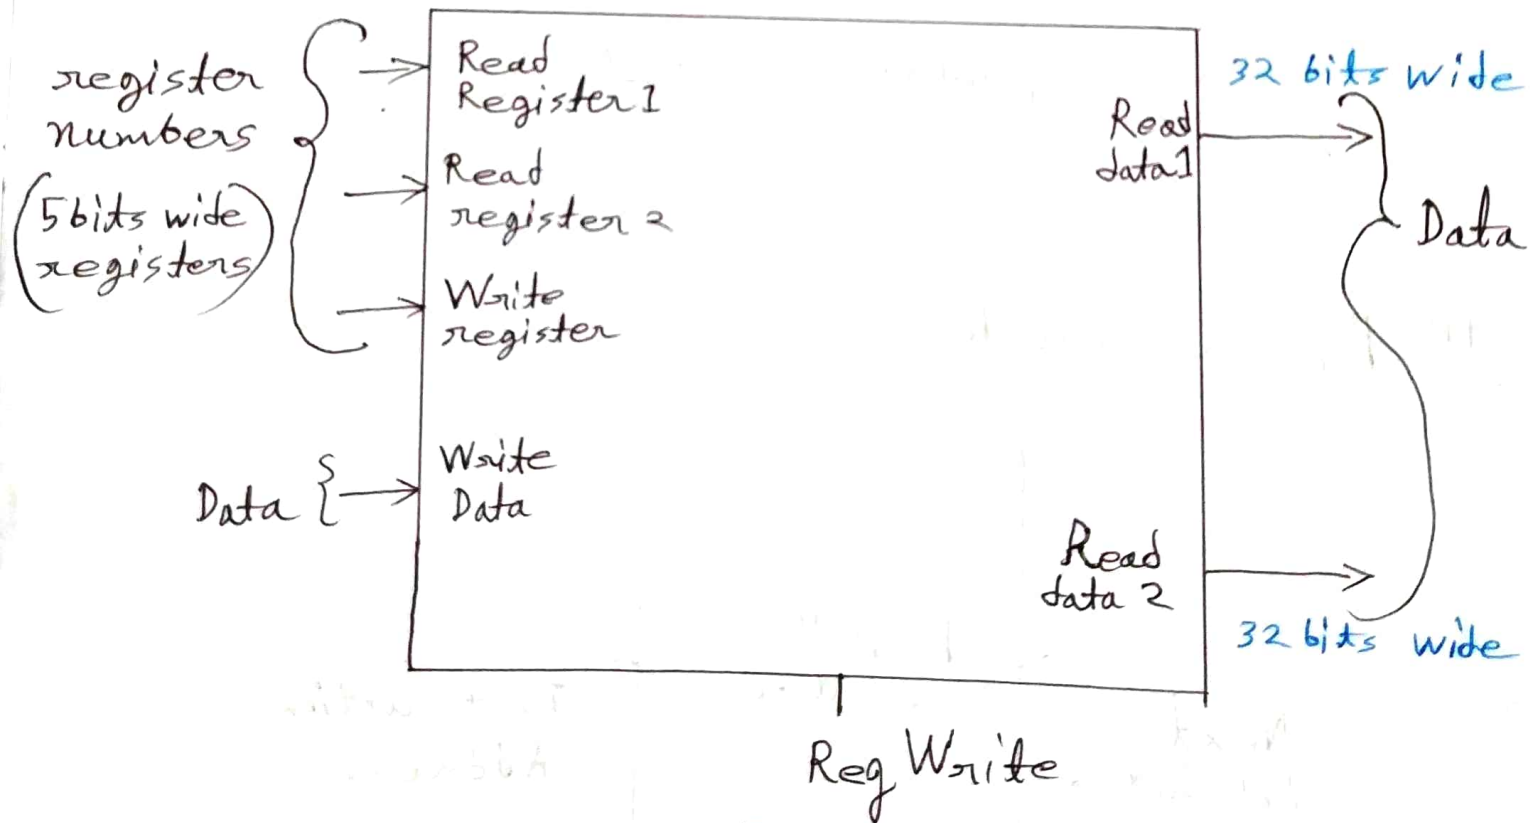 register
numbers
(5 bits wide
registers)
Read
Register 1
Read
register 2
Write
register
Data
Write
Data
Read
data 1
32 bits wide
Data
Read
data 2
32 bits wide
Reg Write